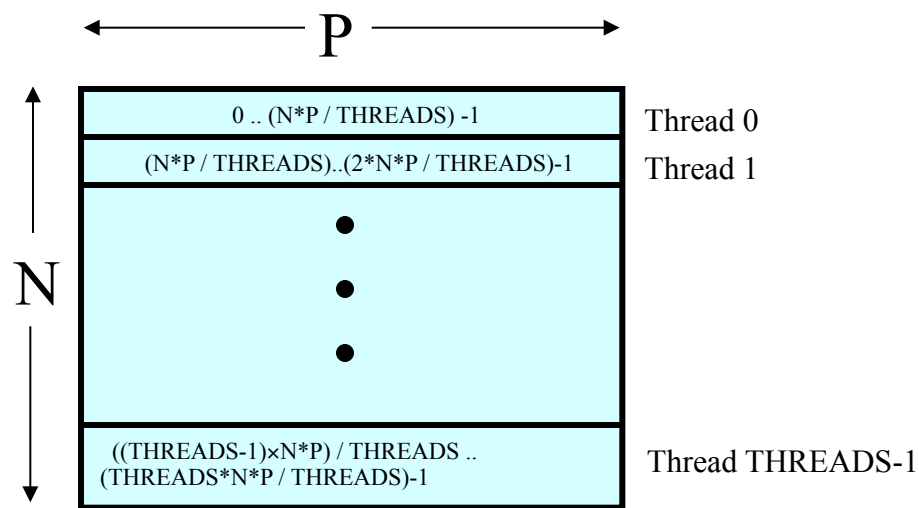 P
0 .. (N*P / THREADS) -1
Thread 0
(N*P / THREADS)..(2*N*P / THREADS)-1
Thread 1
N
((THREADS-1)×N*P) / THREADS ..
(THREADS*N*P / THREADS)-1
Thread THREADS-1